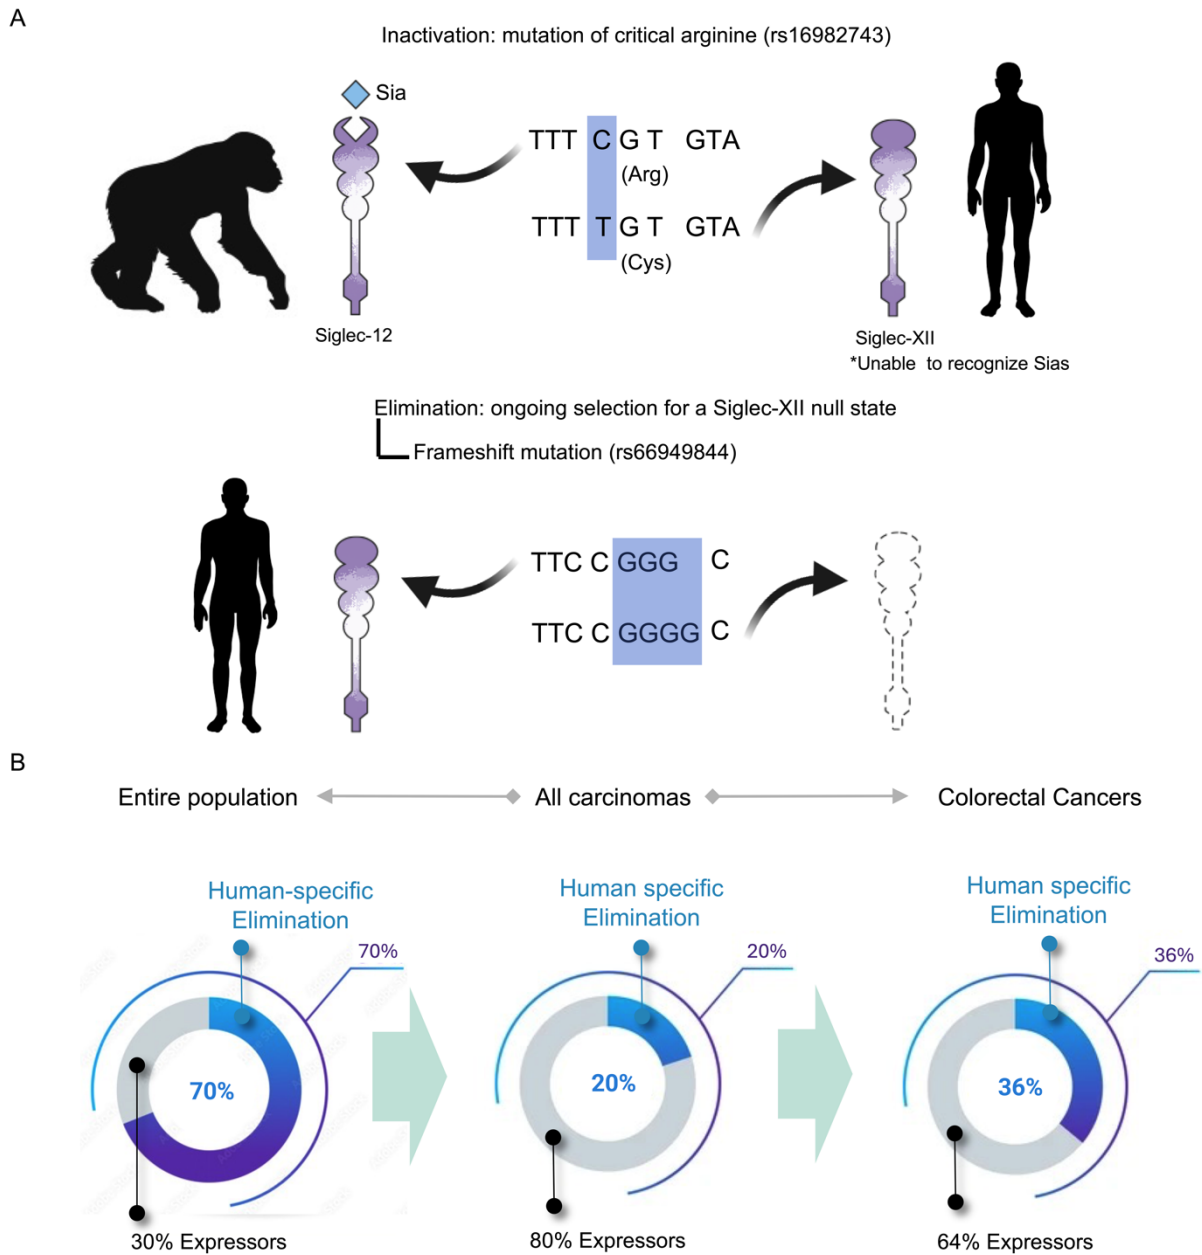 A
Inactivation: mutation of critical arginine (rs16982743)
Sia
TTT C G T GTA
(Arg)
TTT T G T GTA
(Cys)
Siglec-12
Siglec-XII
*Unable to recognize Sias
Elimination: ongoing selection for a Siglec-XII null state
Frameshift mutation (rs66949844)
TTC C GGG C
TTC C GGGG C
B
Entire population
All carcinomas
Colorectal Cancers
Human-specific
Elimination
70%
70%
30% Expressors
Human specific
Elimination
20%
20%
80% Expressors
Human specific
Elimination
36%
36%
64% Expressors